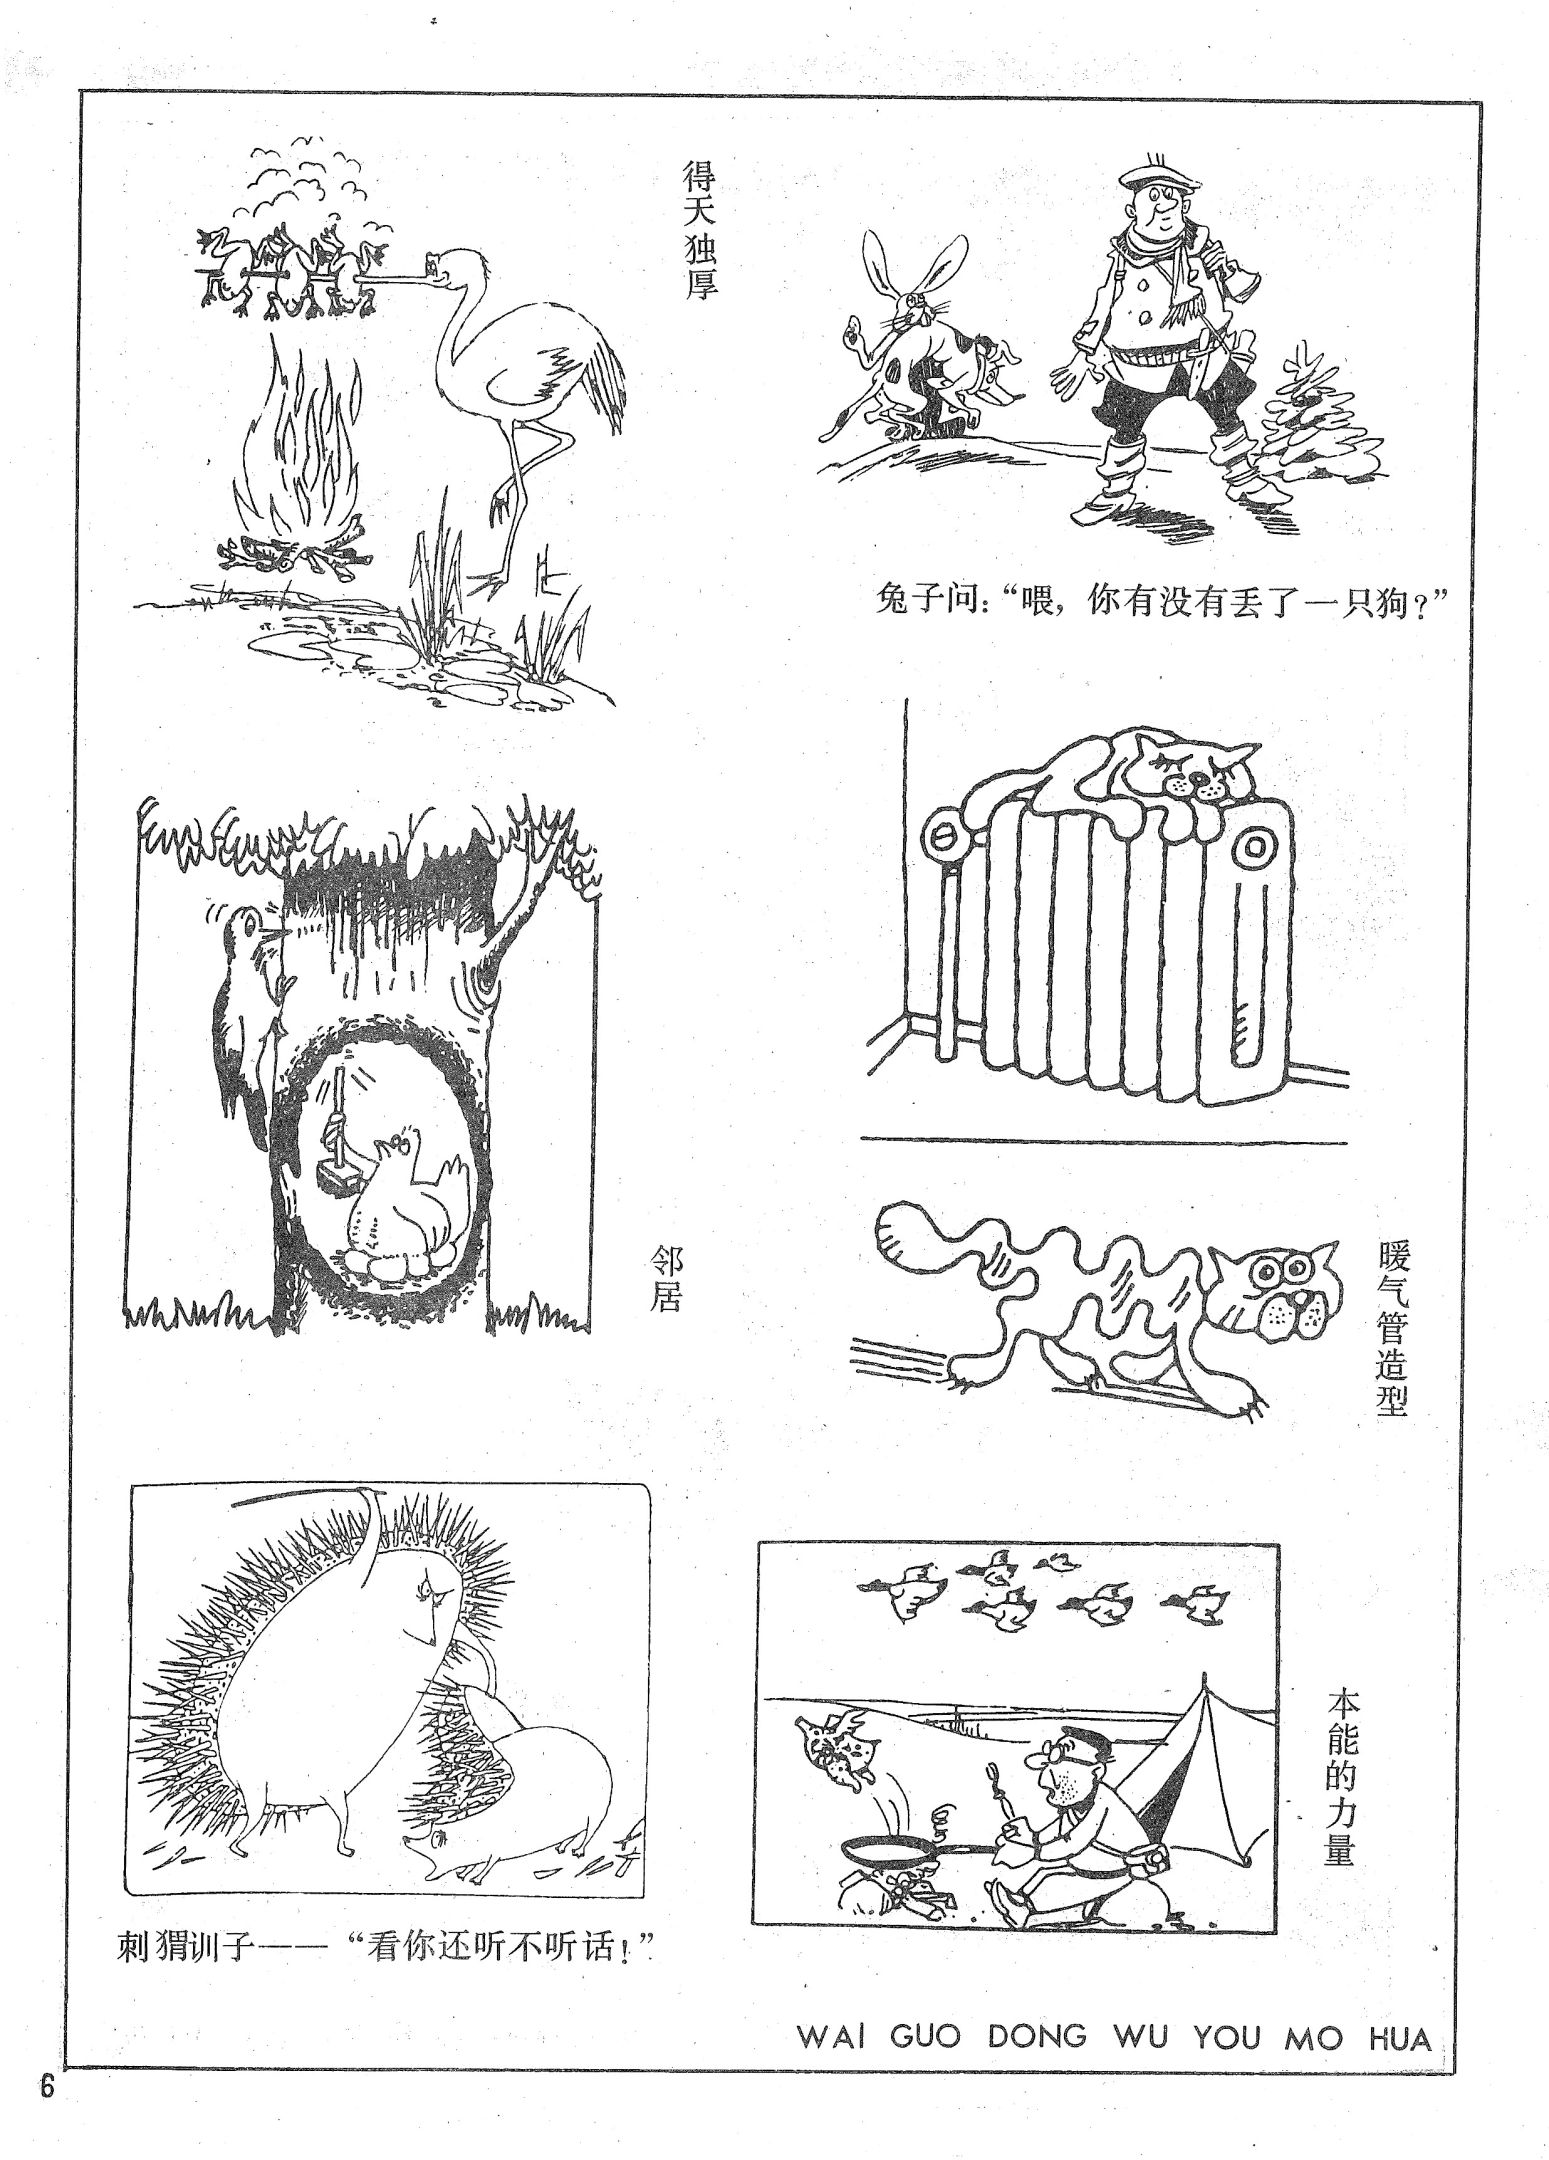 得天独厚
兔子问：“喂，你有没有丢了一只狗？”
邻居
暖气管造型
刺猬训子——“看你还听不听话！”
本能的力量
WAI GUO DONG WU YOU MO HUA
6